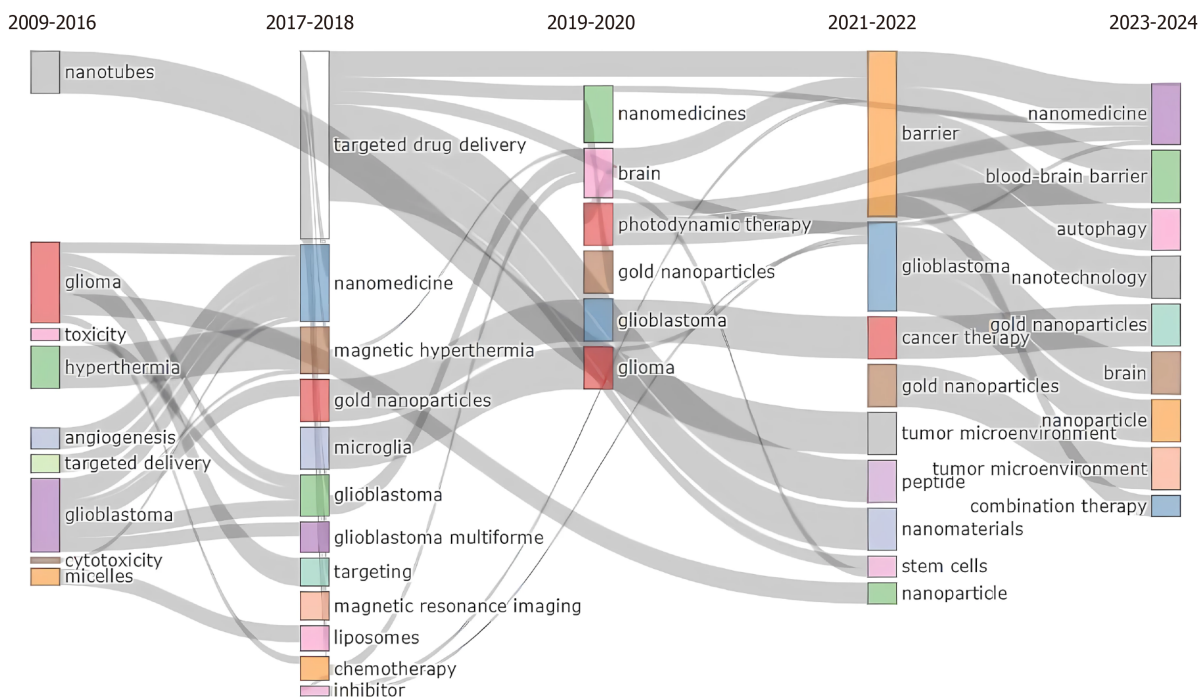 2009-2016
2017-2018
2019-2020
2021-2022
2023-2024
nanotubes
glioma
toxicity
hyperthermia
angiogenesis
targeted delivery
glioblastoma
cytotoxicity
micelles
targeted drug delivery
nanomedicine
magnetic hyperthermia
gold nanoparticles
microglia
glioblastoma
glioblastoma multiforme
targeting
magnetic resonance imaging
liposomes
chemotherapy
inhibitor
nanomedicines
brain
photodynamic therapy
gold nanoparticles
glioblastoma
glioma
barrier
glioblastoma
cancer therapy
gold nanoparticles
tumor microenvironment
peptide
nanomaterials
stem cells
nanoparticle
nanomedicine
blood-brain barrier
autophagy
nanotechnology
gold nanoparticles
brain
nanoparticle
tumor microenvironment
combination therapy